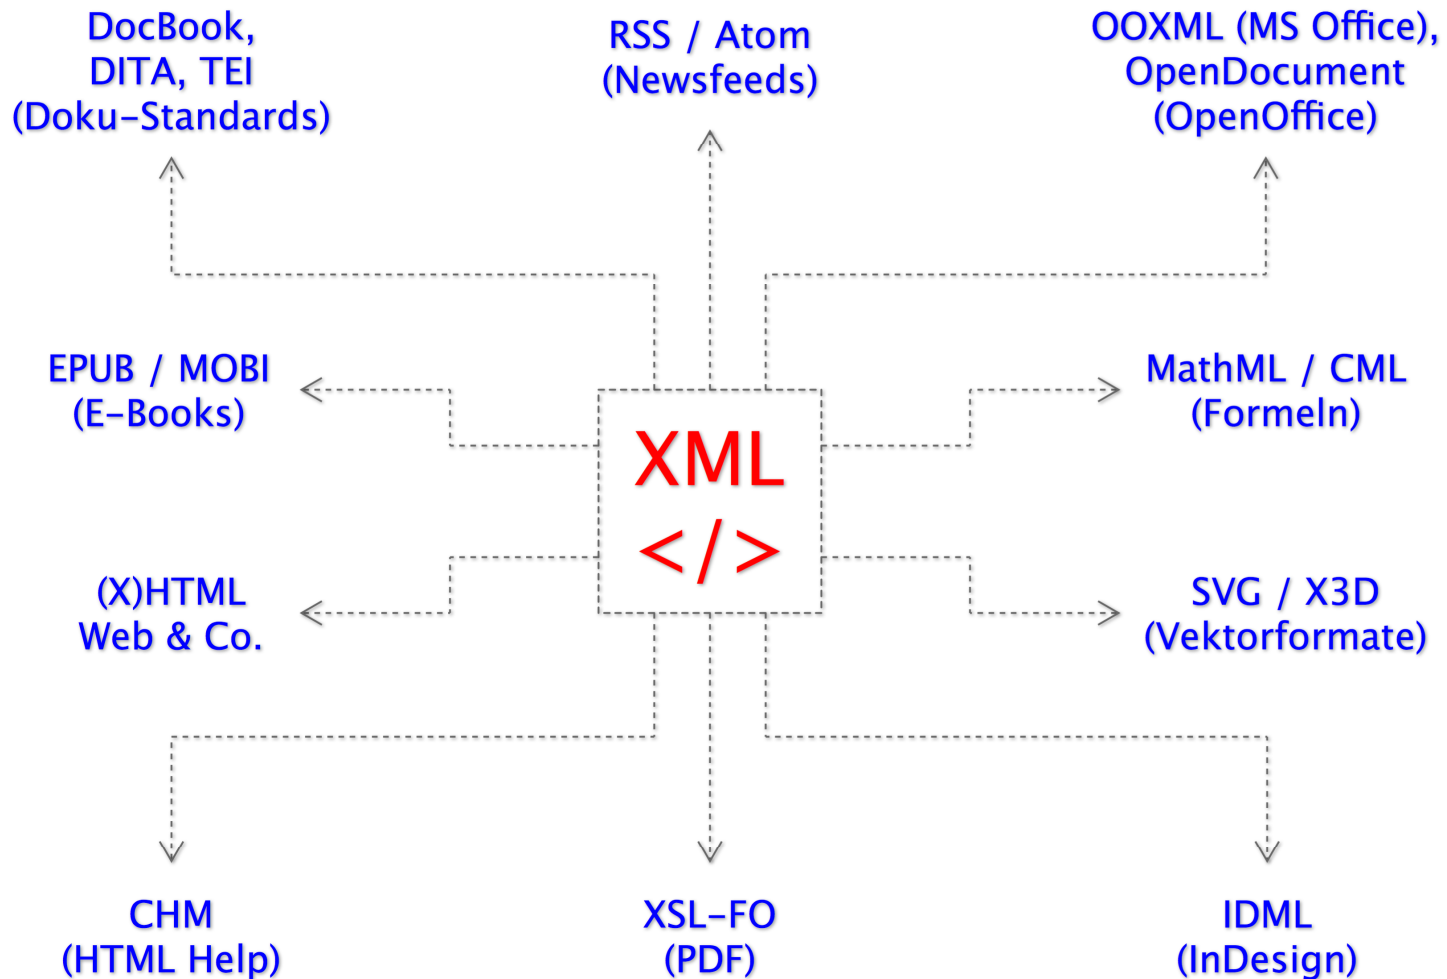 DocBook,
DITA, TEI
(Doku-Standards)
RSS / Atom
(Newsfeeds)
OOXML (MS Office),
OpenDocument
(OpenOffice)
EPUB / MOBI
(E-Books)
XML
</>
MathML / CML
(Formeln)
(X)HTML
Web & Co.
SVG / X3D
(Vektorformate)
CHM
(HTML Help)
XSL-FO
(PDF)
IDML
(InDesign)